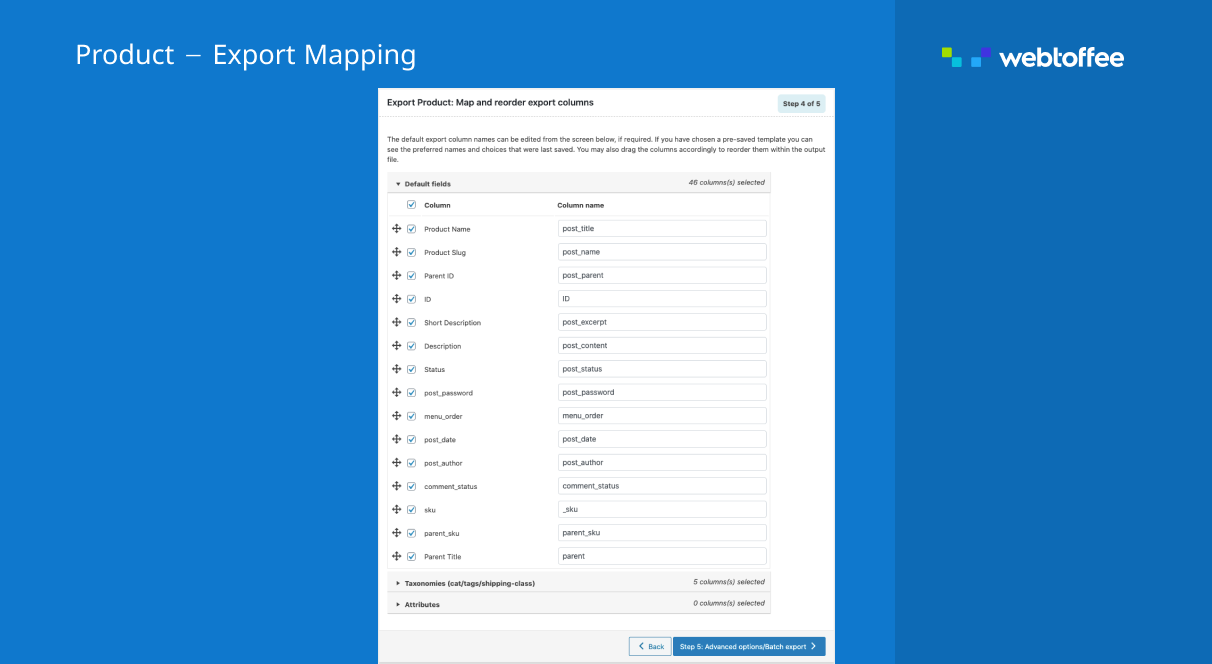 Product – Export Mapping
webtoffee
Export Product: Map and reorder export columns
Step 4 of 5
The default export column names can be edited from the screen below, if required. If you have chosen a pre-saved template you can
see the preferred names and choices that were last saved. You may also drag the columns accordingly to reorder them within the output
file.
Default fields 46 columns(s) selected
Column Column name
Product Name post_title
Product Slug post_name
Parent ID post_parent
ID ID
Short Description post_excerpt
Description post_content
Status post_status
post_password post_password
menu_order menu_order
post_date post_date
post_author post_author
comment_status comment_status
sku _sku
parent_sku parent_sku
Parent Title parent
Taxonomies (cat/tags/shipping-class) 5 columns(s) selected
Attributes 0 columns(s) selected
Back Step 5: Advanced options/Batch export